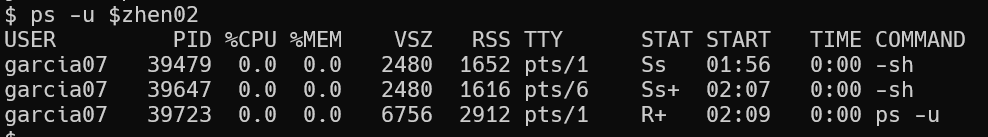 $ ps -u $zhen02
USER PID %CPU %MEM VSZ RSS TTY STAT START TIME COMMAND
garcia07 39479 0.0 0.0 2480 1652 pts/1 Ss 01:56 0:00 -sh
garcia07 39647 0.0 0.0 2480 1616 pts/6 Ss+ 02:07 0:00 -sh
garcia07 39723 0.0 0.0 6756 2912 pts/1 R+ 02:09 0:00 ps -u
$